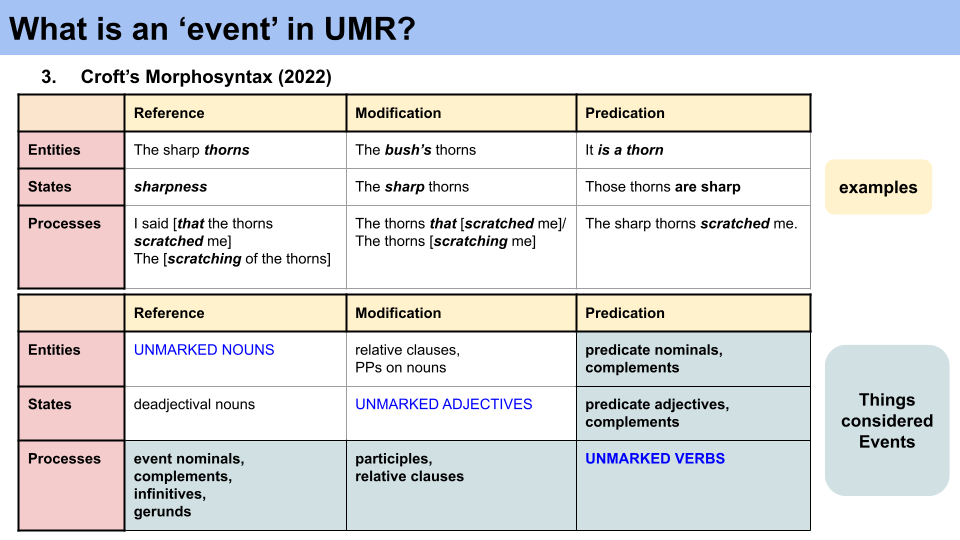 What is an ‘event’ in UMR?
3. Croft’s Morphosyntax (2022)
Reference Modification Predication
Entities The sharp thorns The bush’s thorns It is a thorn
States sharpness The sharp thorns Those thorns are sharp
Processes I said [that the thorns The thorns that [scratched me]/ The sharp thorns scratched me.
scratched me] The thorns [scratching me]
The [scratching of the thorns]
examples
Reference Modification Predication
Entities UNMARKED NOUNS relative clauses, predicate nominals,
PPs on nouns complements
States deadjectival nouns UNMARKED ADJECTIVES predicate adjectives,
complements
Processes event nominals, participles, UNMARKED VERBS
complements, relative clauses
infinitives,
gerunds
Things
considered
Events